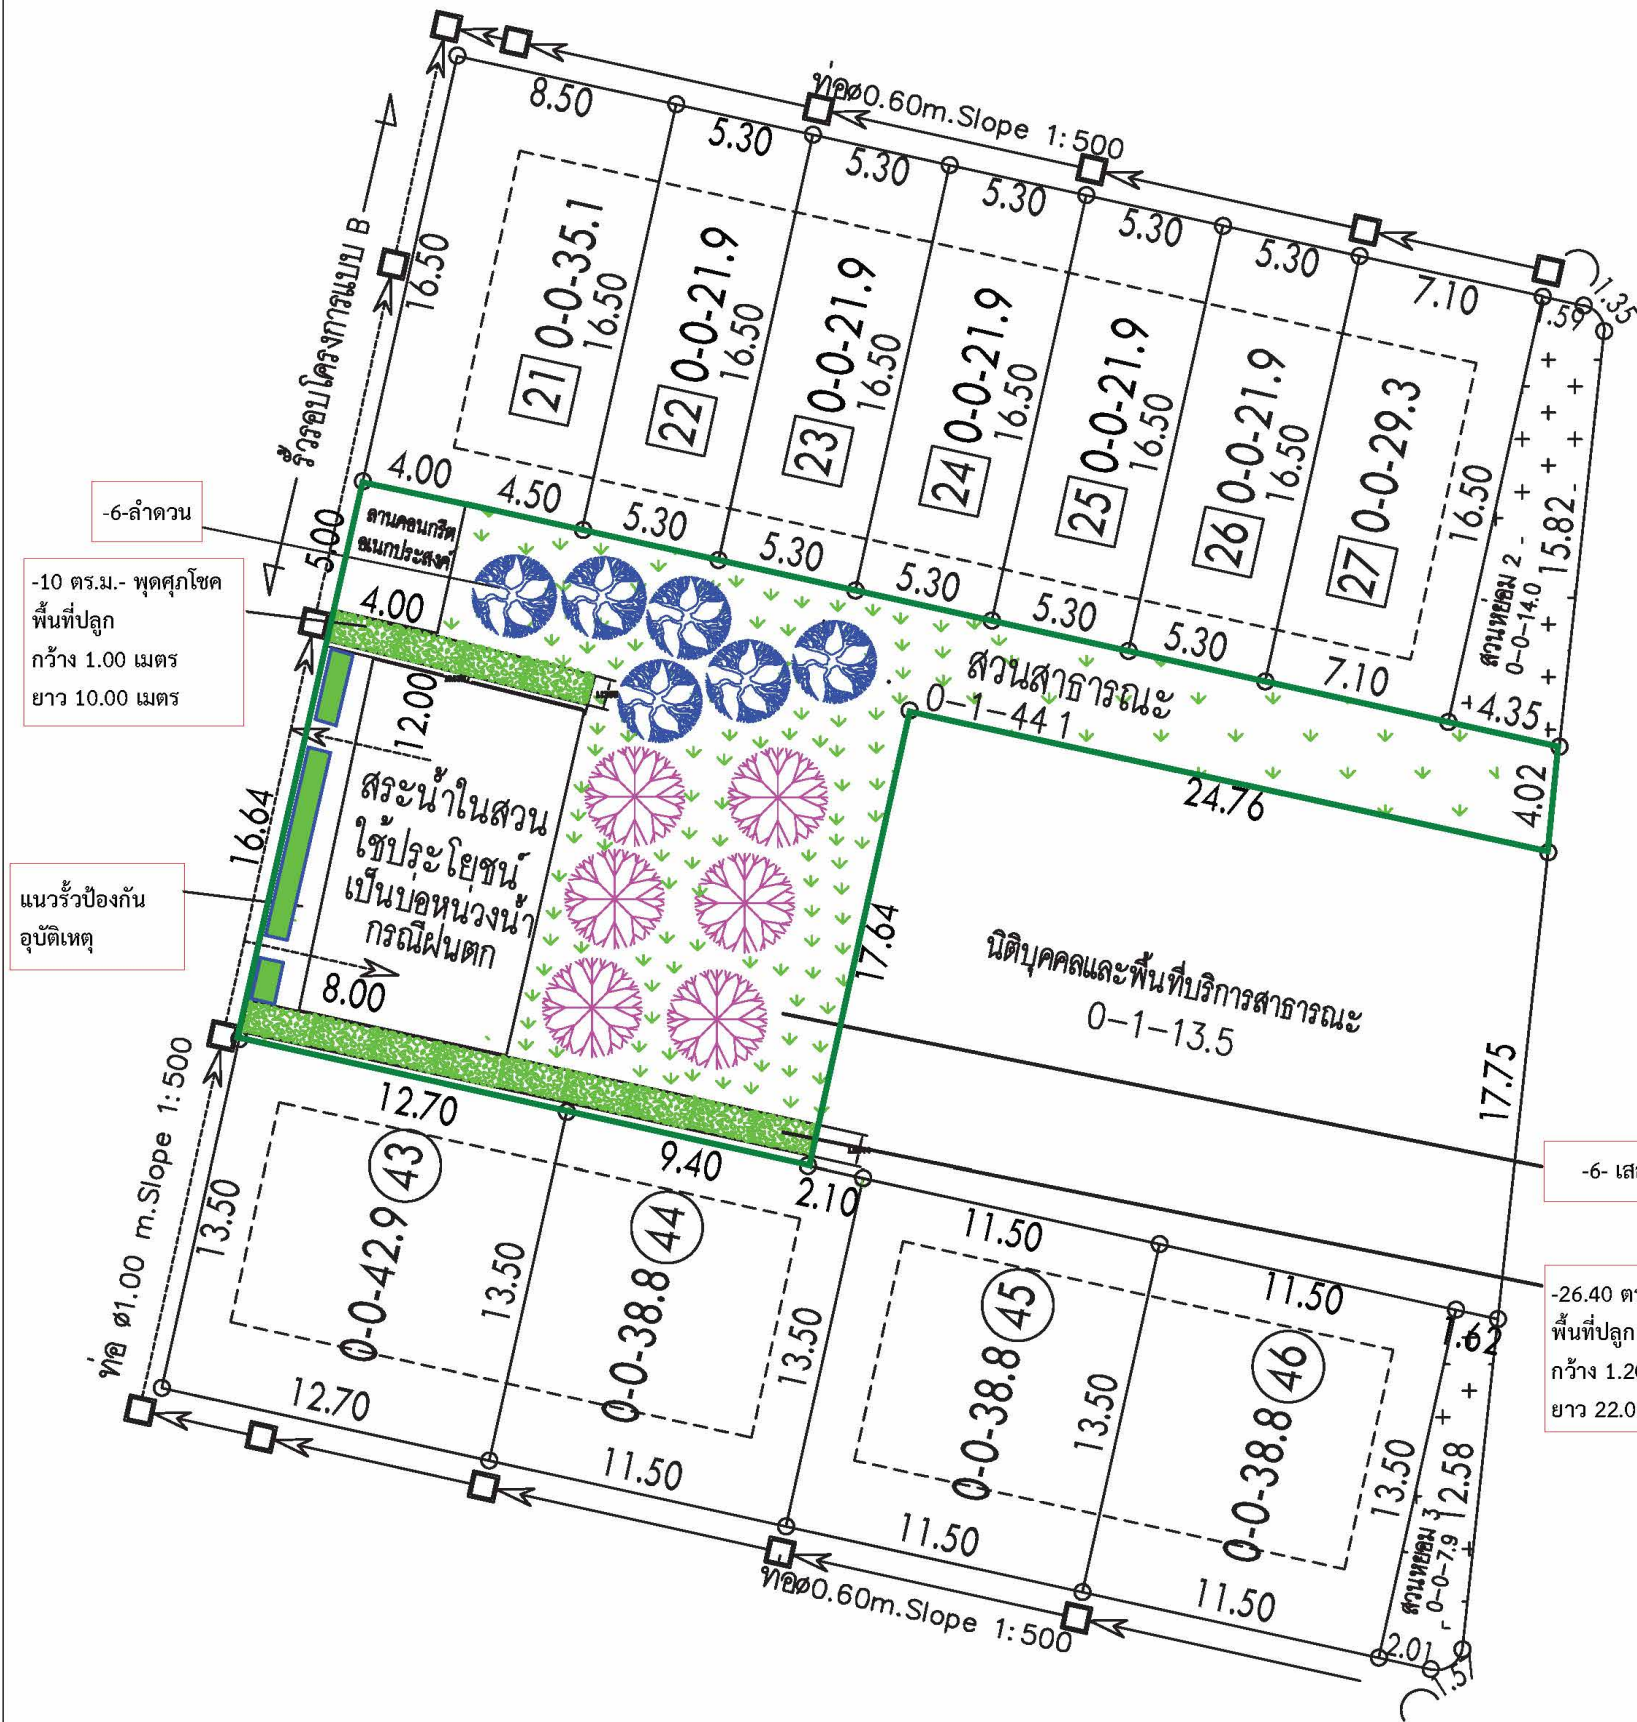 ท่อø0.60m.Slope 1:500
8.50
5.30
5.30
5.30
5.30
5.30
7.10
1.59
1.35
รั้วรอบโครงการแบบ B
16.50
21 0-0-35.1
16.50
22 0-0-21.9
16.50
23 0-0-21.9
16.50
24 0-0-21.9
16.50
25 0-0-21.9
16.50
26 0-0-21.9
16.50
27 0-0-29.3
16.50
สวนหย่อม 2
0-0-14.0
15.82
4.00
4.50
5.30
5.30
5.30
5.30
5.30
7.10
4.35
-6-ลำดวน
5.00
ลานคอนกรีต
อเนกประสงค์
4.00
-10 ตร.ม.- พุดศุภโชค
พื้นที่ปลูก
กว้าง 1.00 เมตร
ยาว 10.00 เมตร
สวนสาธารณะ
0-1-44.1
24.76
4.02
12.00
สระน้ำในสวน
ใช้ประโยชน์
เป็นบ่อหน่วงน้ำ
กรณีฝนตก
8.00
16.64
แนวรั้วป้องกัน
อุบัติเหตุ
17.64
นิติบุคคลและพื้นที่บริการสาธารณะ
0-1-13.5
17.75
-6-
-26.40
พื้นที่ปลูก
กว้าง
ยาว
ท่อ ø1.00 m.Slope 1:500
12.70
9.40
2.10
11.50
11.50
1.62
13.50
0-0-42.9 43
13.50
0-0-38.8 44
13.50
0-0-38.8 45
13.50
0-0-38.8 46
13.50
สวนหย่อม 3
0-0-7.9
12.58
12.70
11.50
11.50
11.50
2.01
1.51
ท่อø0.60m.Slope 1:500